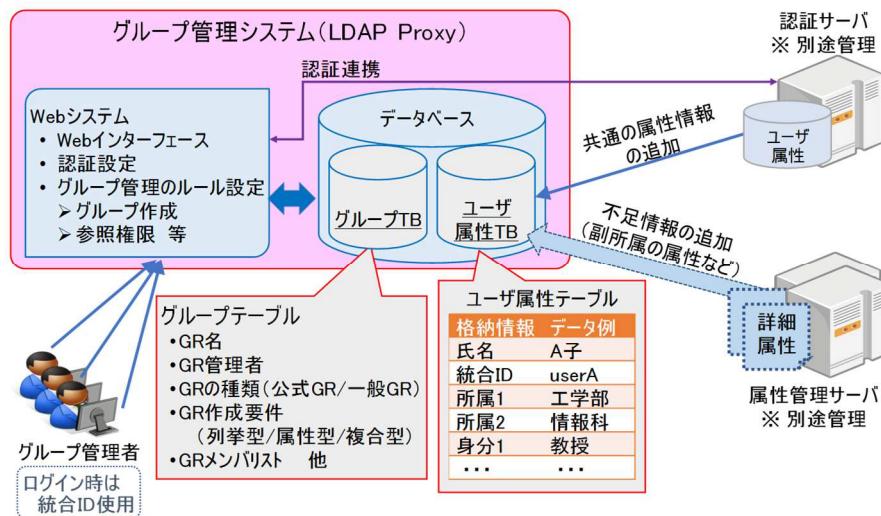 グループ管理システム(LDAP Proxy)
認証連携
Webシステム
• Webインターフェース
• 認証設定
• グループ管理のルール設定
➢グループ作成
➢参照権限 等
データベース
グループTB
ユーザ
属性TB
認証サーバ
※ 別途管理
ユーザ
属性
共通の属性情報
の追加
不足情報の追加
(副所属の属性など)
詳細
属性
属性管理サーバ
※ 別途管理
グループテーブル
•GR名
•GR管理者
•GRの種類(公式GR/一般GR)
•GR作成要件
(列挙型/属性型/複合型)
•GRメンバリスト 他
ユーザ属性テーブル
格納情報 データ例
氏名 A子
統合ID userA
所属1 工学部
所属2 情報科
身分1 教授
… …
グループ管理者
ログイン時は
統合ID使用